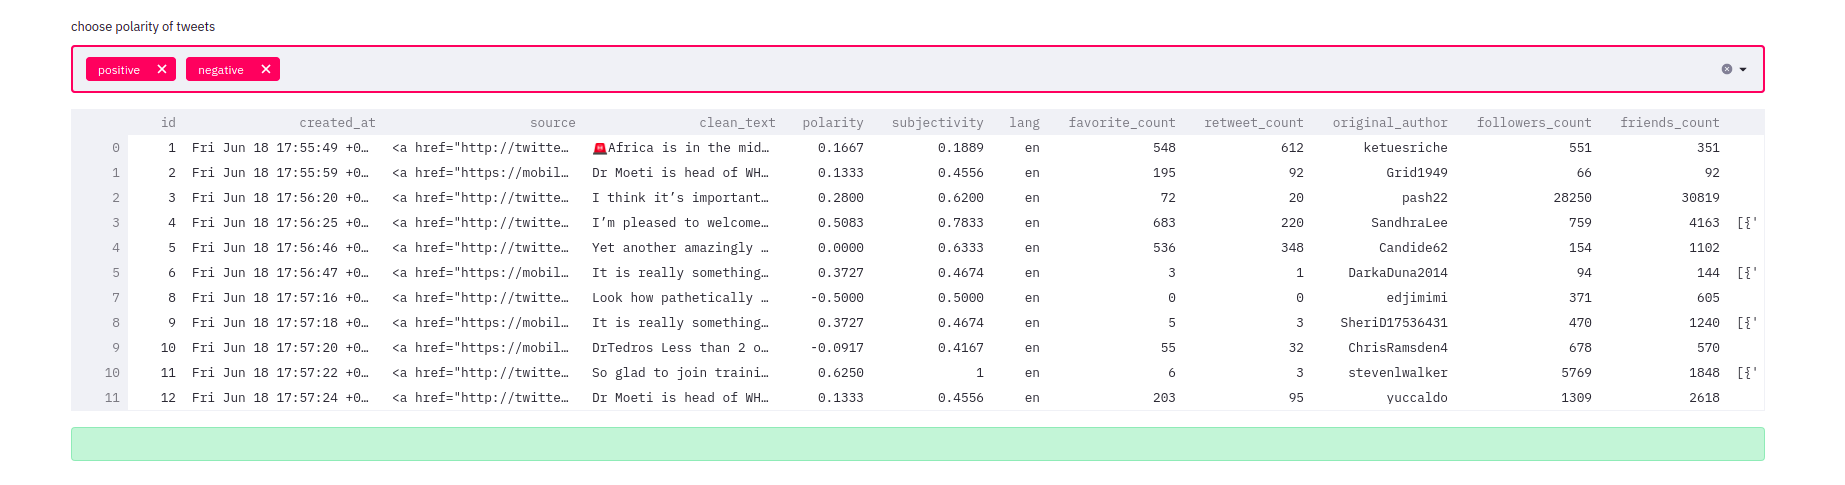 choose polarity of tweets
positive ✕ negative ✕
id created_at source clean_text polarity subjectivity lang favorite_count retweet_count original_author followers_count friends_count
0 1 Fri Jun 18 17:55:49 +0… <a href="http://twitte… 🚨Africa is in the mid… 0.1667 0.1889 en 548 612 ketuesriche 551 351
1 2 Fri Jun 18 17:55:59 +0… <a href="https://mobil… Dr Moeti is head of WH… 0.1333 0.4556 en 195 92 Grid1949 66 92
2 3 Fri Jun 18 17:56:20 +0… <a href="http://twitte… I think it’s important… 0.2800 0.6200 en 72 20 pash22 28250 30819
3 4 Fri Jun 18 17:56:25 +0… <a href="http://twitte… I’m pleased to welcome… 0.5083 0.7833 en 683 220 SandhraLee 759 4163 [{'
4 5 Fri Jun 18 17:56:46 +0… <a href="http://twitte… Yet another amazingly … 0.0000 0.6333 en 536 348 Candide62 154 1102
5 6 Fri Jun 18 17:56:47 +0… <a href="https://mobil… It is really something… 0.3727 0.4674 en 3 1 DarkaDuna2014 94 144 [{'
7 8 Fri Jun 18 17:57:16 +0… <a href="http://twitte… Look how pathetically … -0.5000 0.5000 en 0 0 edjimimi 371 605
8 9 Fri Jun 18 17:57:18 +0… <a href="https://mobil… It is really something… 0.3727 0.4674 en 5 3 SheriD17536431 470 1240 [{'
9 10 Fri Jun 18 17:57:20 +0… <a href="https://mobil… DrTedros Less than 2 o… -0.0917 0.4167 en 55 32 ChrisRamsden4 678 570
10 11 Fri Jun 18 17:57:22 +0… <a href="http://twitte… So glad to join traini… 0.6250 1 en 6 3 stevenlwalker 5769 1848 [{'
11 12 Fri Jun 18 17:57:24 +0… <a href="http://twitte… Dr Moeti is head of WH… 0.1333 0.4556 en 203 95 yuccaldo 1309 2618